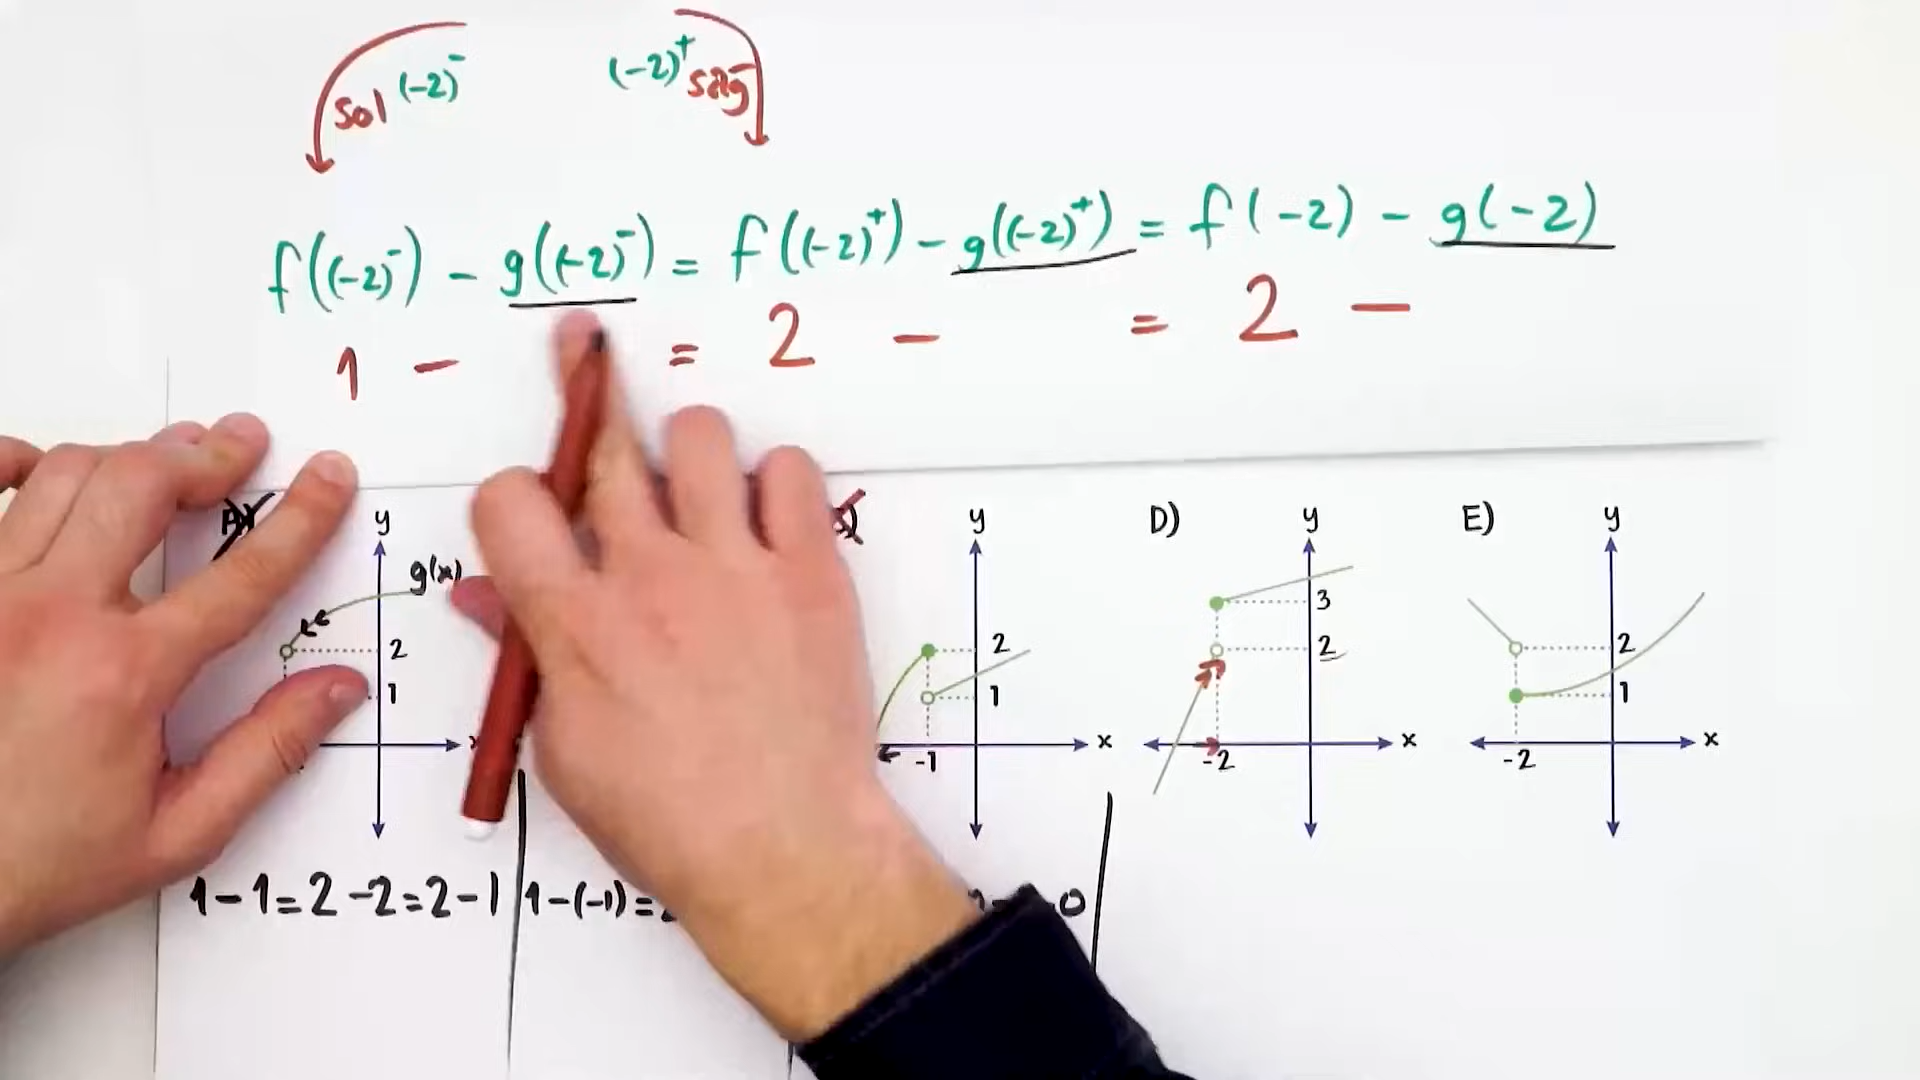 sol (-2)⁻ (-2)⁺ sağ
f((-2)⁻) - g((-2)⁻) = f((-2)⁺) - g((-2)⁺) = f(-2) - g(-2)
1 - = 2 - = 2 -
A) D) E)
y y y y
g(x)
2 2 3 2
1 1 2 1
x x x
-1 -2 -2
1-1=2-2=2-1 1-(-1)= 0